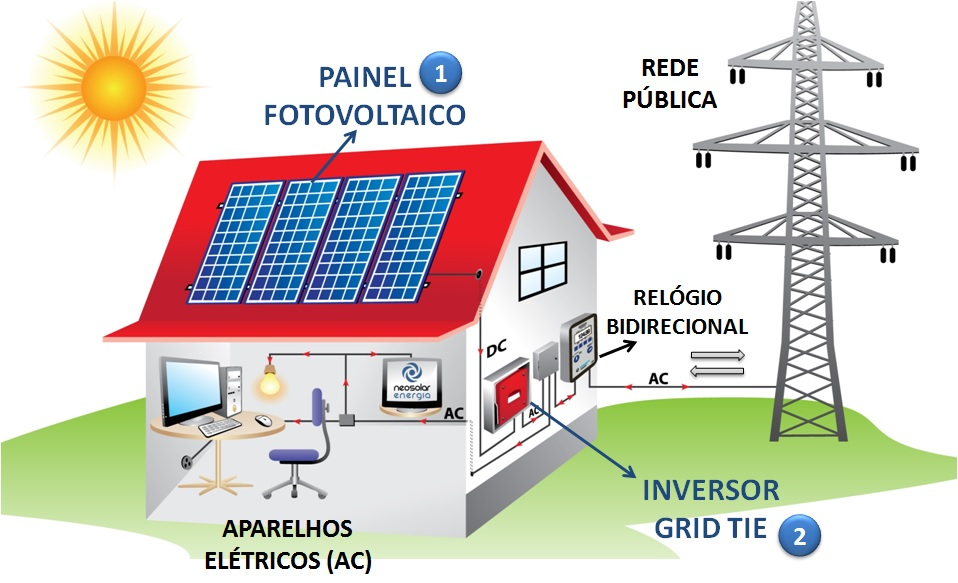 PAINEL 1
FOTOVOLTAICO
REDE
PÚBLICA
RELÓGIO
BIDIRECIONAL
DC
AC
AC
AC
neosolar
energia
INVERSOR
GRID TIE 2
APARELHOS
ELÉTRICOS (AC)